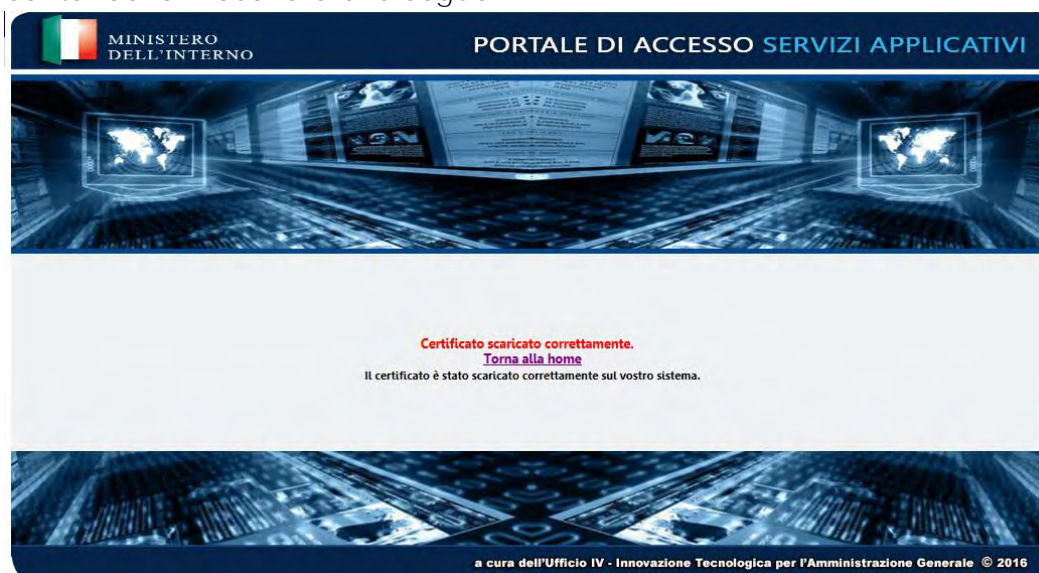 MINISTERO
DELL'INTERNO
PORTALE DI ACCESSO SERVIZI APPLICATIVI
Certificato scaricato correttamente.
Torna alla home
Il certificato è stato scaricato correttamente sul vostro sistema.
a cura dell'Ufficio IV - Innovazione Tecnologica per l'Amministrazione Generale © 2016